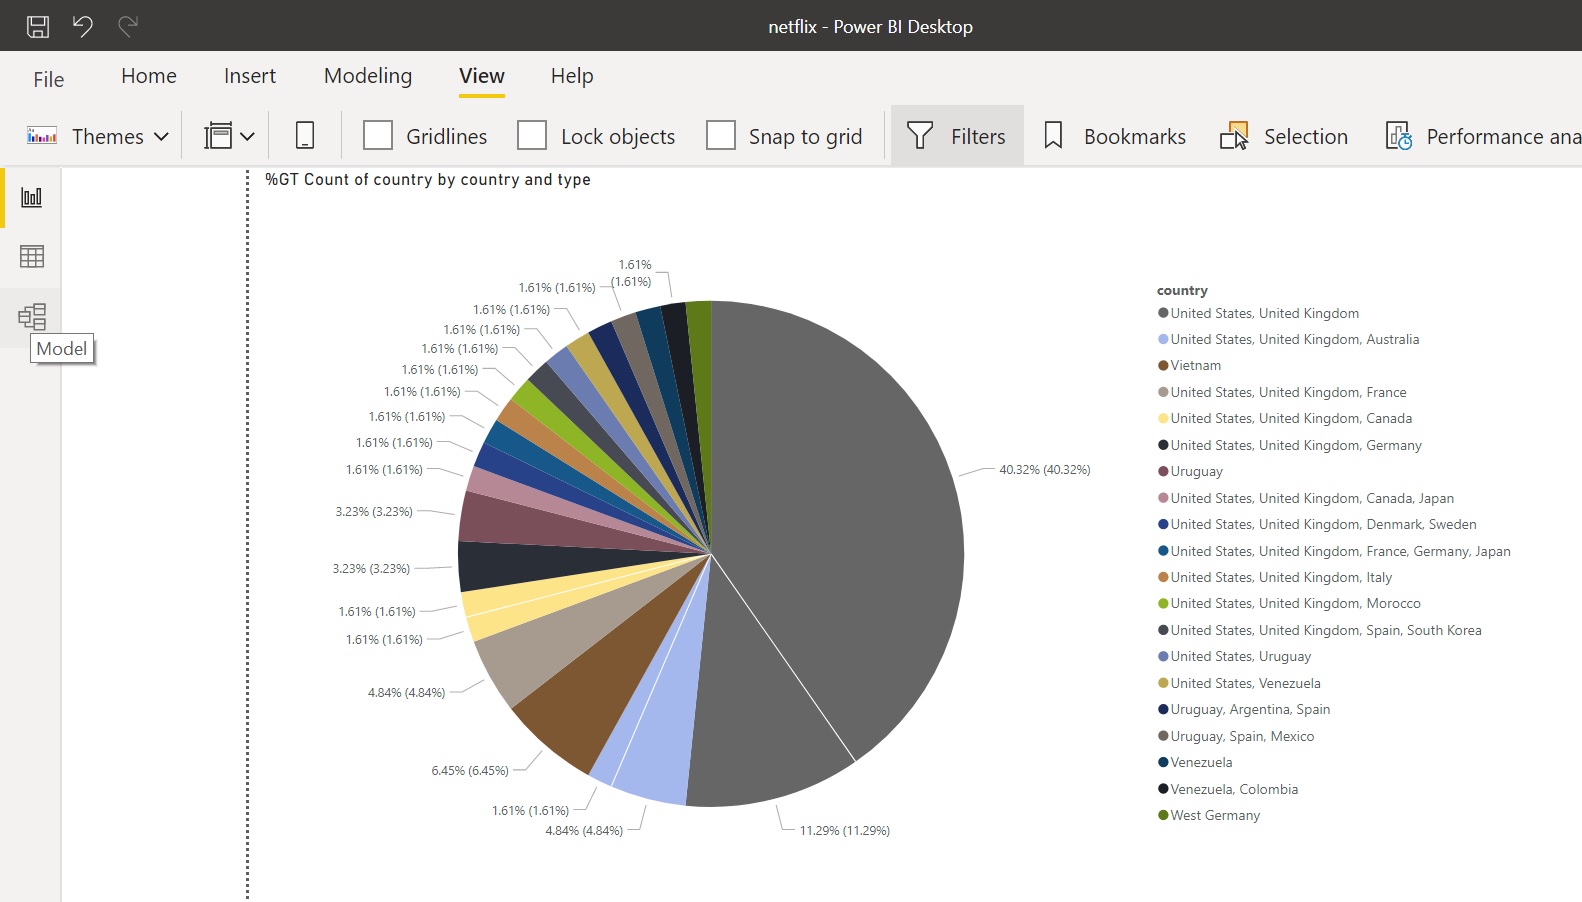 netflix - Power BI Desktop
File Home Insert Modeling View Help
Themes Gridlines Lock objects Snap to grid Filters Bookmarks Selection Performance ana
%GT Count of country by country and type
Model
1.61%
(1.61%)
1.61% (1.61%)
1.61% (1.61%)
1.61% (1.61%)
1.61% (1.61%)
1.61% (1.61%)
1.61% (1.61%)
1.61% (1.61%)
1.61% (1.61%)
1.61% (1.61%)
3.23% (3.23%)
3.23% (3.23%)
1.61% (1.61%)
1.61% (1.61%)
4.84% (4.84%)
6.45% (6.45%)
1.61% (1.61%)
4.84% (4.84%)
11.29% (11.29%)
40.32% (40.32%)
country
United States, United Kingdom
United States, United Kingdom, Australia
Vietnam
United States, United Kingdom, France
United States, United Kingdom, Canada
United States, United Kingdom, Germany
Uruguay
United States, United Kingdom, Canada, Japan
United States, United Kingdom, Denmark, Sweden
United States, United Kingdom, France, Germany, Japan
United States, United Kingdom, Italy
United States, United Kingdom, Morocco
United States, United Kingdom, Spain, South Korea
United States, Uruguay
United States, Venezuela
Uruguay, Argentina, Spain
Uruguay, Spain, Mexico
Venezuela
Venezuela, Colombia
West Germany